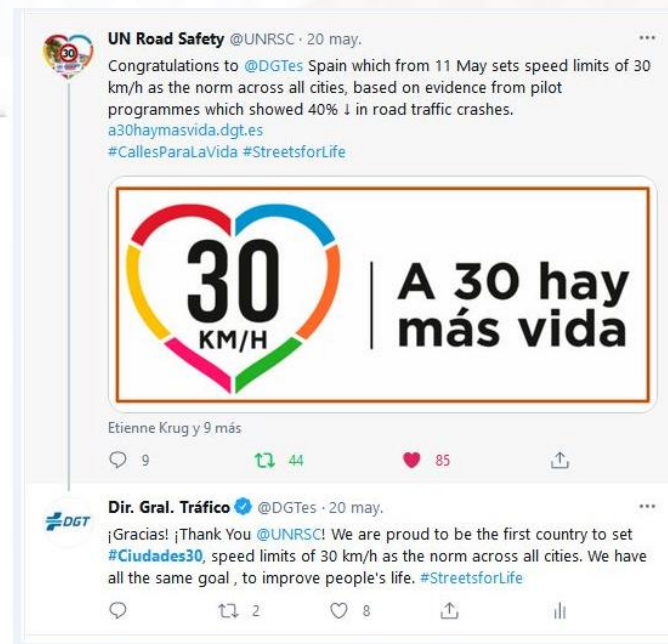 UN Road Safety @UNRSC · 20 may.
Congratulations to @DGTes Spain which from 11 May sets speed limits of 30
km/h as the norm across all cities, based on evidence from pilot
programmes which showed 40% ↓ in road traffic crashes.
a30haymasvida.dgt.es
#CallesParaLaVida #StreetsforLife
30
KM/H
A 30 hay
más vida
Etienne Krug y 9 más
9 44 85
DGT
Dir. Gral. Tráfico @DGTes · 20 may.
¡Gracias! ¡Thank You @UNRSC! We are proud to be the first country to set
#Ciudades30, speed limits of 30 km/h as the norm across all cities. We have
all the same goal , to improve people's life. #StreetsforLife
2 8